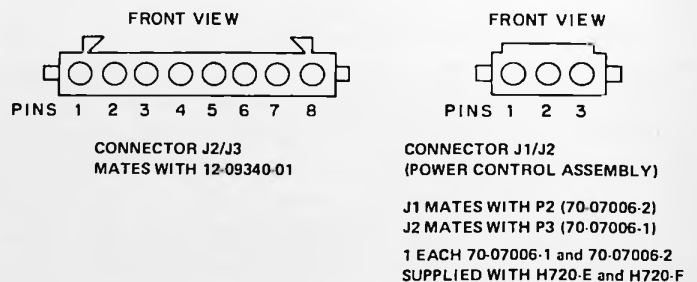 FRONT VIEW
PINS 1 2 3 4 5 6 7 8
CONNECTOR J2/J3
MATES WITH 12-09340-01
FRONT VIEW
PINS 1 2 3
CONNECTOR J1/J2
(POWER CONTROL ASSEMBLY)
J1 MATES WITH P2 (70-07006-2)
J2 MATES WITH P3 (70-07006-1)
1 EACH 70-07006-1 and 70-07006-2
SUPPLIED WITH H720-E and H720-F